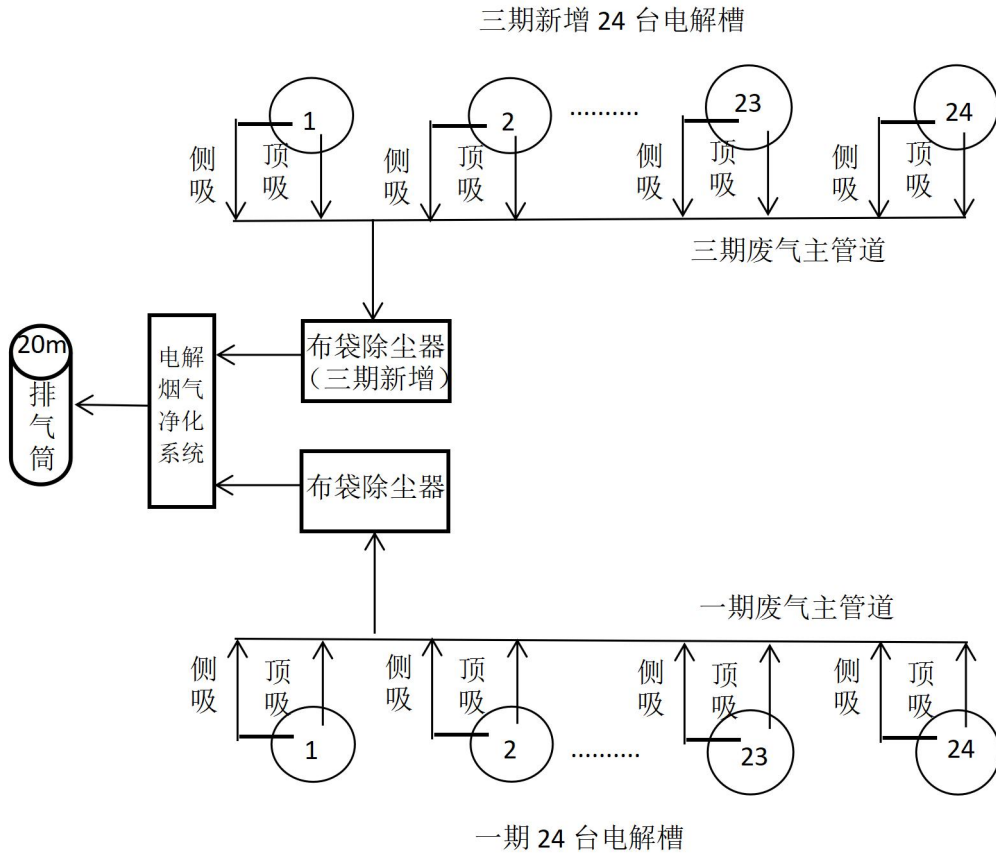 三期新增 24 台电解槽
1
2
..........
23
24
侧吸
顶吸
侧吸
顶吸
侧吸
顶吸
侧吸
顶吸
三期废气主管道
20m
排气筒
电解
烟气
净化
系统
布袋除尘器
（三期新增）
布袋除尘器
一期废气主管道
侧吸
顶吸
侧吸
顶吸
侧吸
顶吸
侧吸
顶吸
1
2
..........
23
24
一期 24 台电解槽